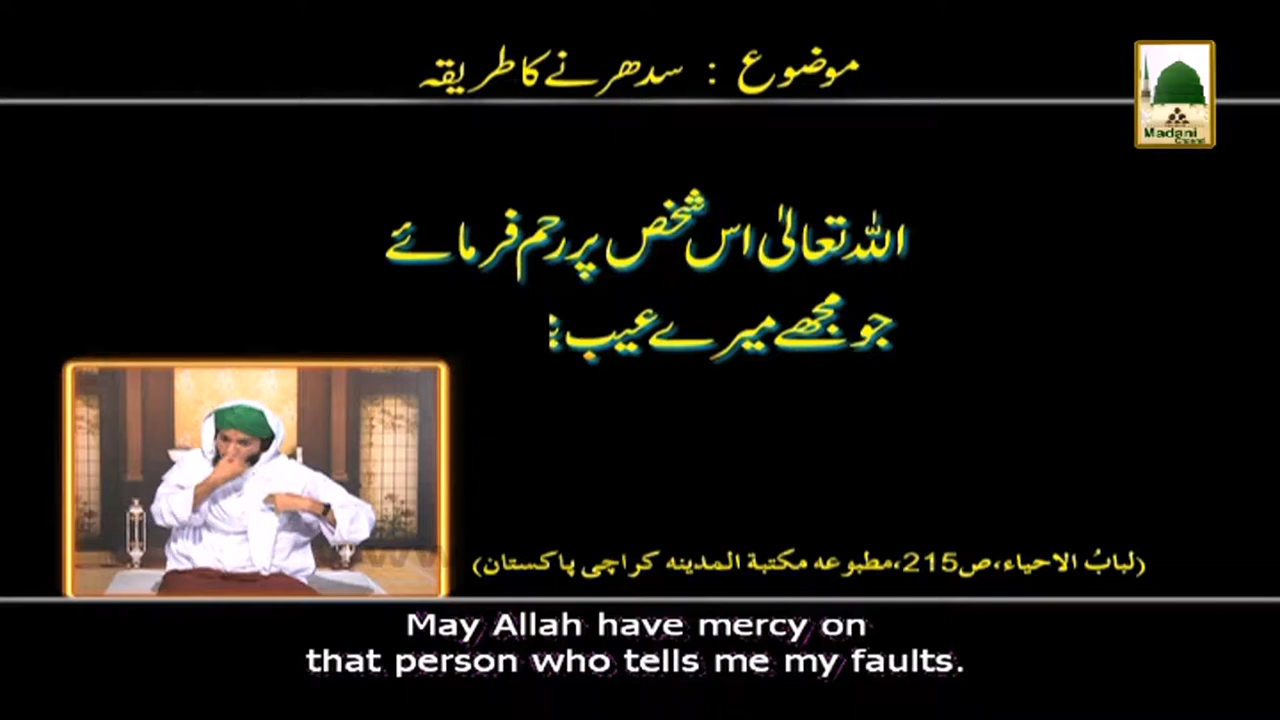 موضوع : سدھرنے کا طریقہ
Madani
Channel
اللہ تعالیٰ اس شخص پر رحم فرمائے
جو مجھے میرے عیب
(لبابُ الاحیاء،ص215،مطبوعہ مکتبۃ المدینہ کراچی پاکستان)
May Allah have mercy on
that person who tells me my faults.